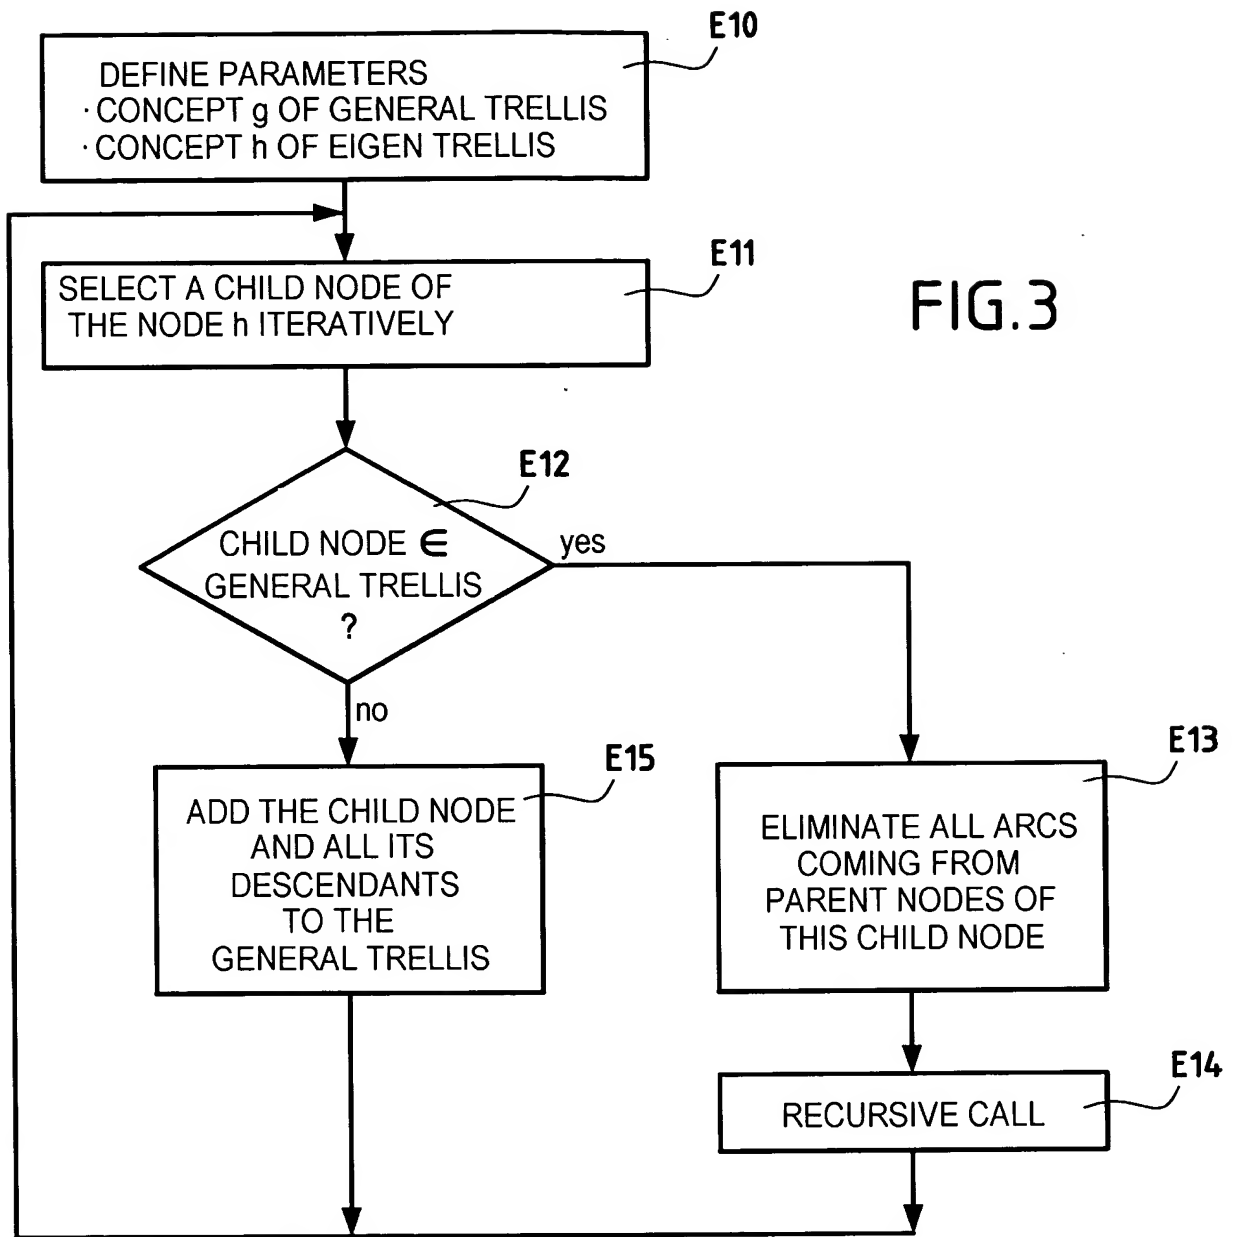 E10
DEFINE PARAMETERS
· CONCEPT g OF GENERAL TRELLIS
· CONCEPT h OF EIGEN TRELLIS
E11
SELECT A CHILD NODE OF
THE NODE h ITERATIVELY
FIG.3
E12
CHILD NODE ∈
GENERAL TRELLIS
?
yes
no
E15
ADD THE CHILD NODE
AND ALL ITS
DESCENDANTS
TO THE
GENERAL TRELLIS
E13
ELIMINATE ALL ARCS
COMING FROM
PARENT NODES OF
THIS CHILD NODE
E14
RECURSIVE CALL